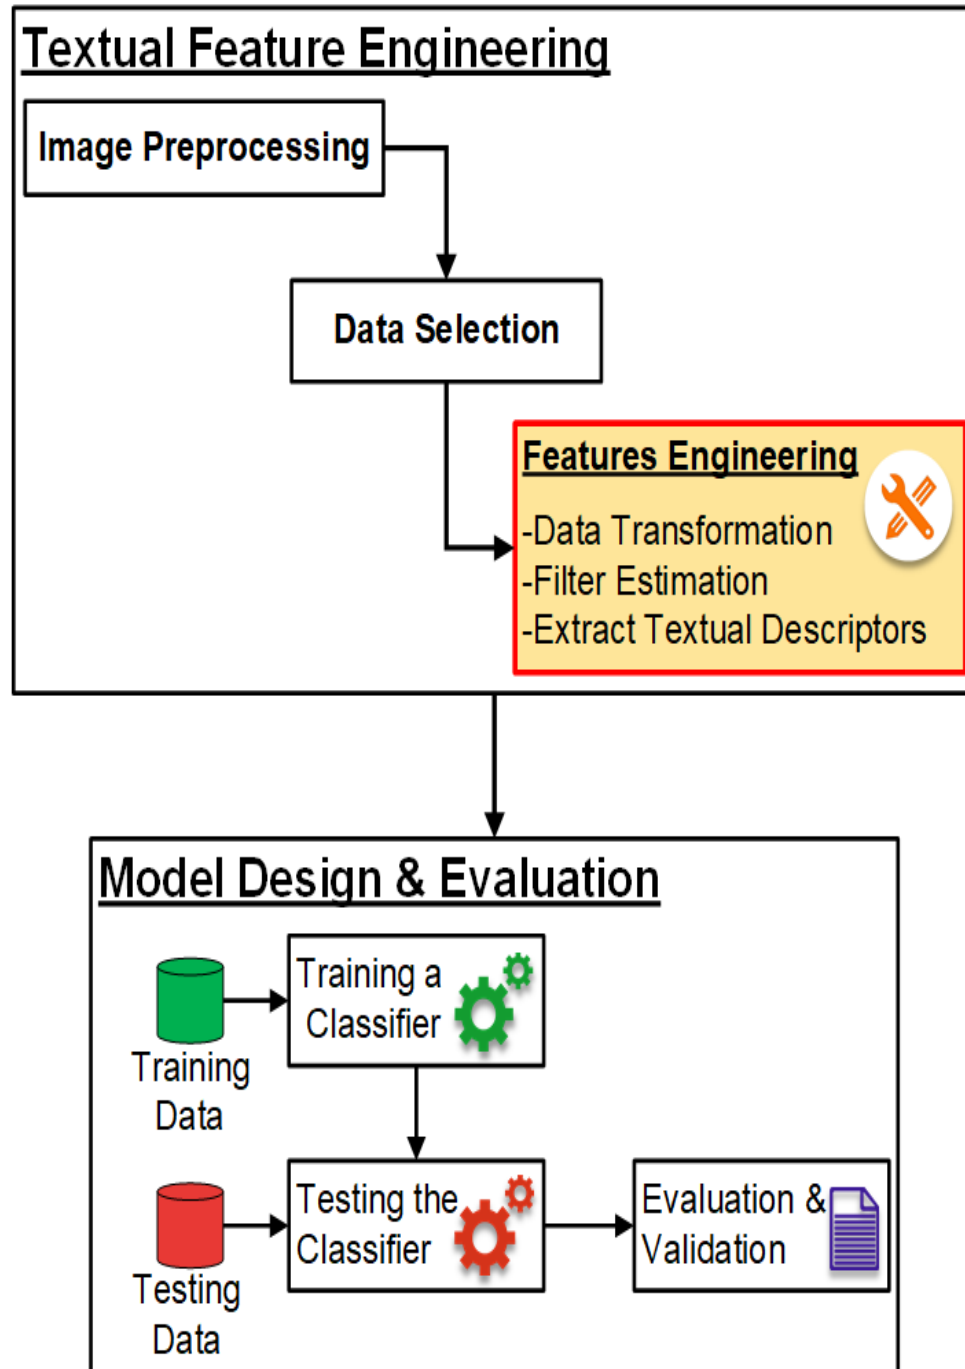 Textual Feature Engineering
Image Preprocessing
Data Selection
Features Engineering
-Data Transformation
-Filter Estimation
-Extract Textual Descriptors
Model Design & Evaluation
Training a
Classifier
Training
Data
Testing the
Classifier
Evaluation &
Validation
Testing
Data